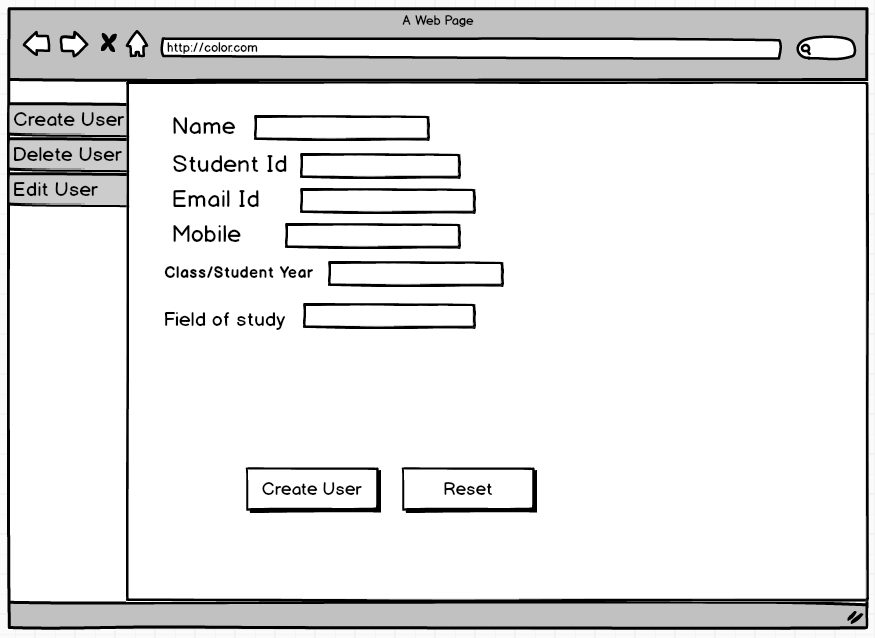 A Web Page
http://color.com
Create User
Delete User
Edit User
Name
Student Id
Email Id
Mobile
Class/Student Year
Field of study
Create User
Reset